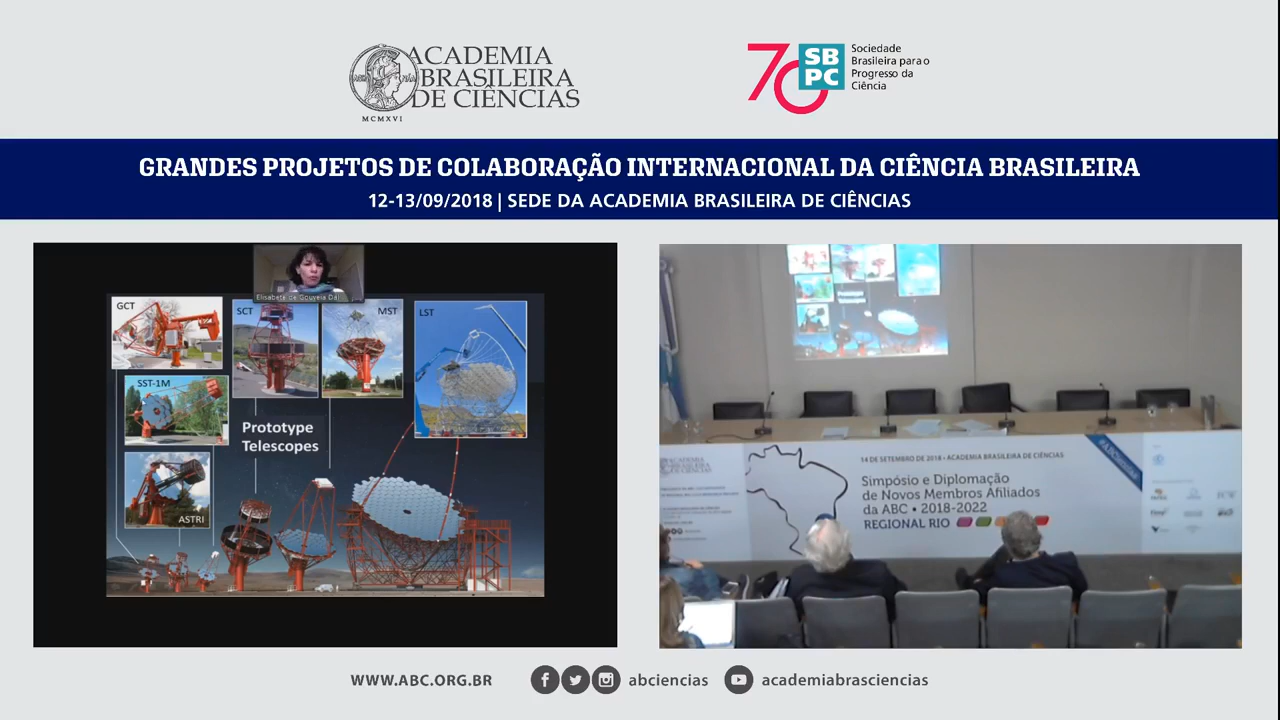 ACADEMIA
BRASILEIRA
DE CIÊNCIAS
MCMXVI
70
SB
PC
Sociedade
Brasileira para o
Progresso da
Ciência
GRANDES PROJETOS DE COLABORAÇÃO INTERNACIONAL DA CIÊNCIA BRASILEIRA
12-13/09/2018 | SEDE DA ACADEMIA BRASILEIRA DE CIÊNCIAS
Elisabete de Gouveia Dal
GCT
SCT
MST
LST
SST-1M
Prototype
Telescopes
ASTRI
14 DE SETEMBRO DE 2018 • ACADEMIA BRASILEIRA DE CIÊNCIAS
Simpósio e Diplomação
de Novos Membros Afiliados
da ABC • 2018-2022
REGIONAL RIO
WWW.ABC.ORG.BR
abciencias
academiabrasciencias